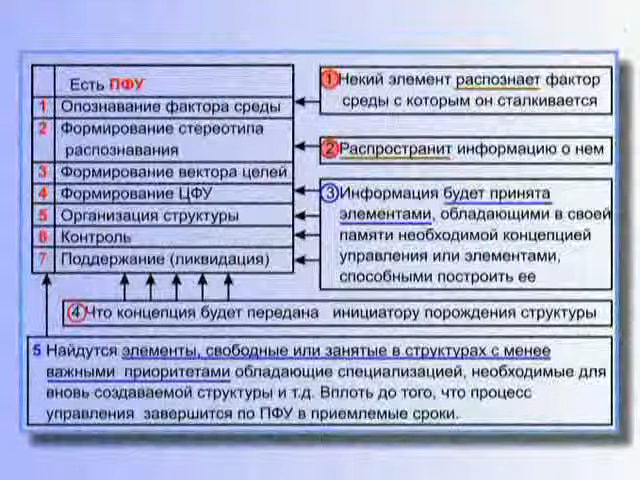 Есть ПФУ
1 Опознавание фактора среды
2 Формирование стереотипа
распознавания
3 Формирование вектора целей
4 Формирование ЦФУ
5 Организация структуры
6 Контроль
7 Поддержание (ликвидация)
1 Некий элемент распознает фактор
среды с которым он сталкивается
2 Распространит информацию о нем
3 Информация будет принята
элементами, обладающими в своей
памяти необходимой концепцией
управления или элементами,
способными построить ее
4 Что концепция будет передана инициатору порождения структуры
5 Найдутся элементы, свободные или занятые в структурах с менее
важными приоритетами обладающие специализацией, необходимые для
вновь создаваемой структуры и т.д. Вплоть до того, что процесс
управления завершится по ПФУ в приемлемые сроки.